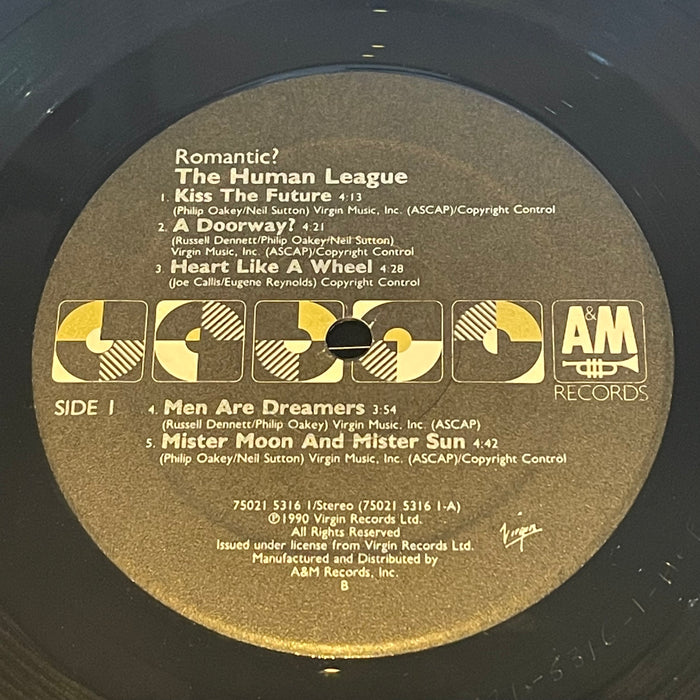 Romantic?
The Human League
1. Kiss The Future 4:13
(Philip Oakey/Neil Sutton) Virgin Music, Inc. (ASCAP)/Copyright Control
2. A Doorway? 4:21
(Russell Dennett/Philip Oakey/Neil Sutton)
Virgin Music, Inc. (ASCAP)/Copyright Control
3. Heart Like A Wheel 4:28
(Joe Callis/Eugene Reynolds) Copyright Control
A&M
RECORDS
SIDE 1
4. Men Are Dreamers 3:54
(Russell Dennett/Philip Oakey) Virgin Music, Inc. (ASCAP)
5. Mister Moon And Mister Sun 4:42
(Philip Oakey/Neil Sutton) Virgin Music, Inc. (ASCAP)/Copyright Control
75021 5316 1/Stereo (75021 5316 1-A)
℗1990 Virgin Records Ltd.
All Rights Reserved
Issued under license from Virgin Records Ltd.
Manufactured and Distributed by
A&M Records, Inc.
B
Virgin